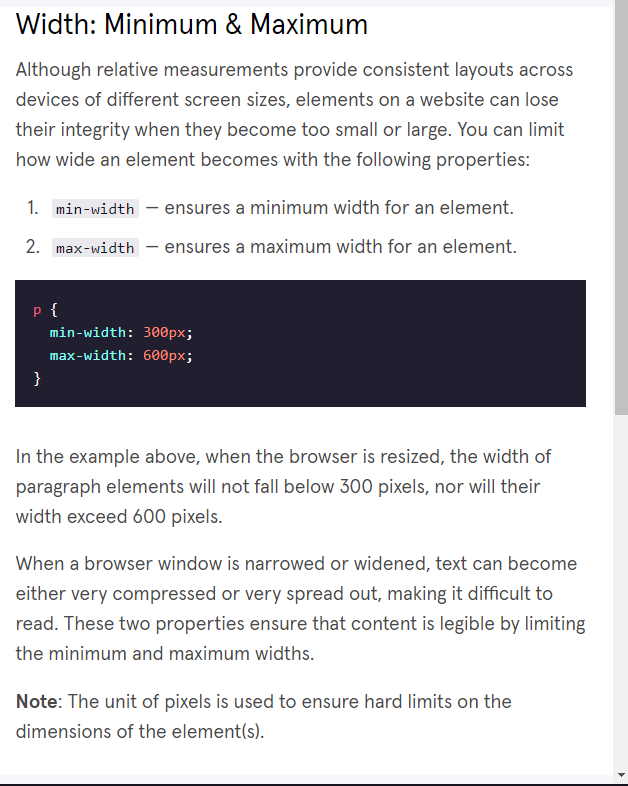 Width: Minimum & Maximum
Although relative measurements provide consistent layouts across
devices of different screen sizes, elements on a website can lose
their integrity when they become too small or large. You can limit
how wide an element becomes with the following properties:
1. min-width — ensures a minimum width for an element.
2. max-width — ensures a maximum width for an element.
p {
  min-width: 300px;
  max-width: 600px;
}
In the example above, when the browser is resized, the width of
paragraph elements will not fall below 300 pixels, nor will their
width exceed 600 pixels.
When a browser window is narrowed or widened, text can become
either very compressed or very spread out, making it difficult to
read. These two properties ensure that content is legible by limiting
the minimum and maximum widths.
Note: The unit of pixels is used to ensure hard limits on the
dimensions of the element(s).